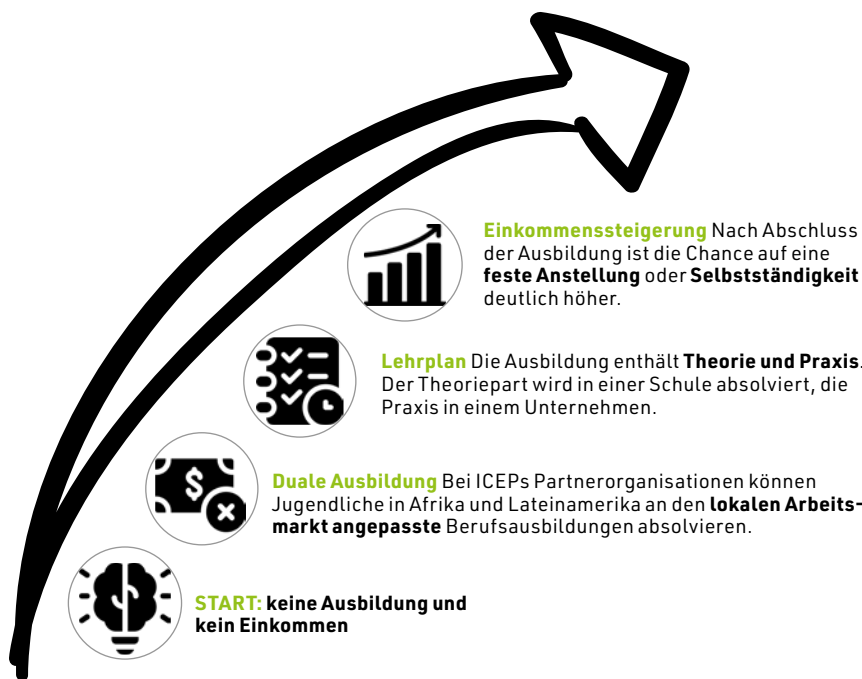 Einkommenssteigerung Nach Abschluss
der Ausbildung ist die Chance auf eine
feste Anstellung oder Selbstständigkeit
deutlich höher.
Lehrplan Die Ausbildung enthält Theorie und Praxis.
Der Theoriepart wird in einer Schule absolviert, die
Praxis in einem Unternehmen.
$
Duale Ausbildung Bei ICEPs Partnerorganisationen können
Jugendliche in Afrika und Lateinamerika an den lokalen Arbeits-
markt angepasste Berufsausbildungen absolvieren.
START: keine Ausbildung und
kein Einkommen